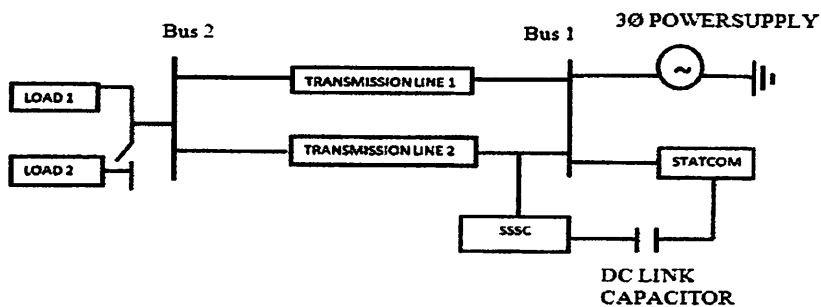 3Ø POWERSUPPLY
Bus 2
Bus 1
~
TRANSMISSION LINE 1
LOAD 1
TRANSMISSION LINE 2
STATCOM
LOAD 2
SSSC
DC LINK
CAPACITOR